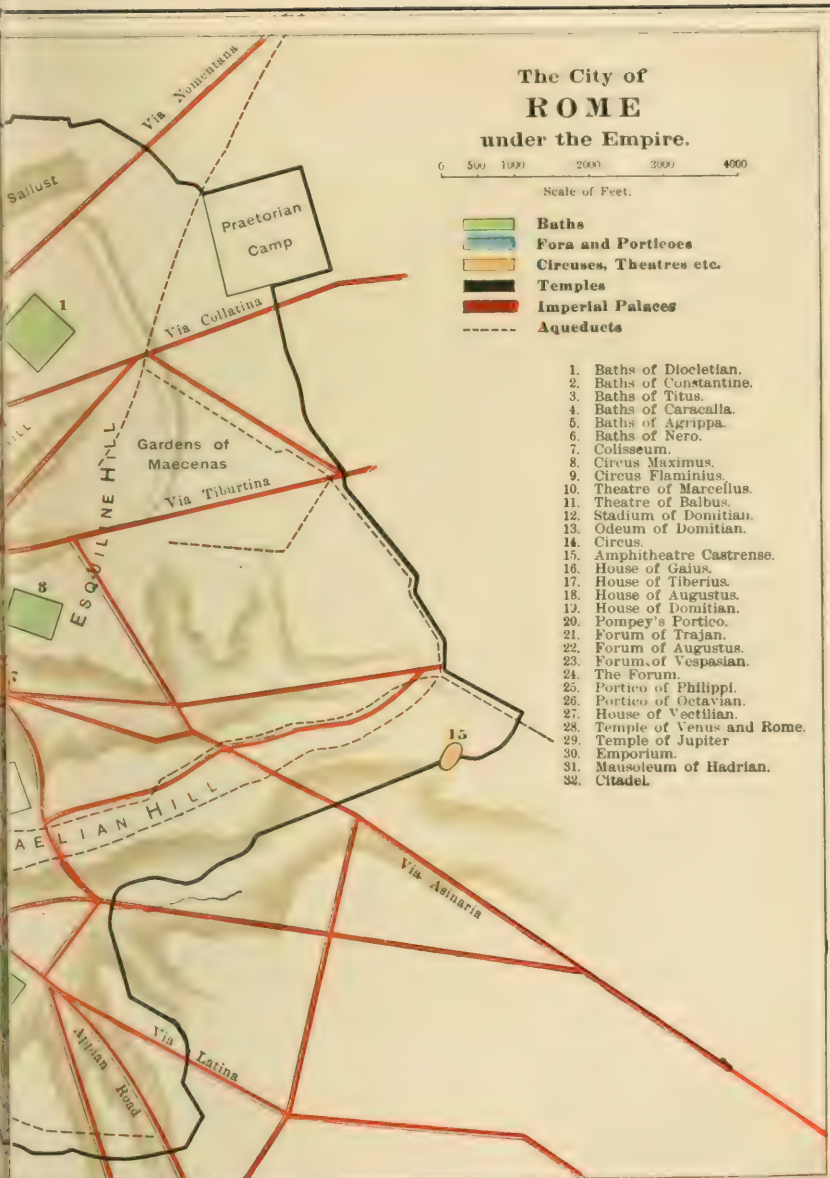 The City of
ROME
under the Empire.
0 500 1000 2000 3000 4000
Scale of Feet.
Baths
Fora and Porticoes
Circuses, Theatres etc.
Temples
Imperial Palaces
Aqueducts
1. Baths of Diocletian.
2. Baths of Constantine.
3. Baths of Titus.
4. Baths of Caracalla.
5. Baths of Agrippa.
6. Baths of Nero.
7. Colisseum.
8. Circus Maximus.
9. Circus Flaminius.
10. Theatre of Marcellus.
11. Theatre of Balbus.
12. Stadium of Domitian.
13. Odeum of Domitian.
14. Circus.
15. Amphitheatre Castrense.
16. House of Gaius.
17. House of Tiberius.
18. House of Augustus.
19. House of Domitian.
20. Pompey's Portico.
21. Forum of Trajan.
22. Forum of Augustus.
23. Forum of Vespasian.
24. The Forum.
25. Portico of Philippi.
26. Portico of Octavian.
27. House of Vectilian.
28. Temple of Venus and Rome.
29. Temple of Jupiter
30. Emporium.
31. Mausoleum of Hadrian.
32. Citadel.
Via Nomentana
Sallust
Praetorian
Camp
1
Via Collatina
ILL
Gardens of
Maecenas
Via Tiburtina
ESQUILINE HILL
8
15
AELIAN HILL
Via Asinaria
Via Latina
Appian Road